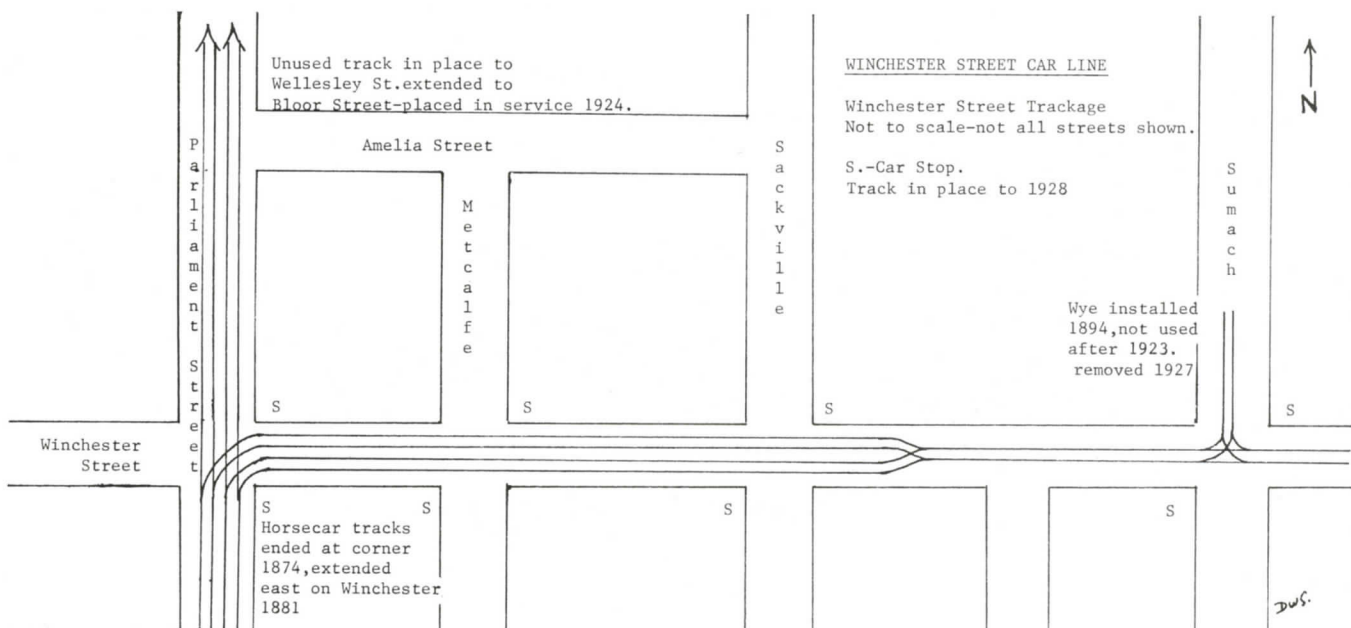 Unused track in place to
Wellesley St.extended to
Bloor Street-placed in service 1924.
WINCHESTER STREET CAR LINE
Winchester Street Trackage
Not to scale-not all streets shown.
S.-Car Stop.
Track in place to 1928
N
Parliament Street
Amelia Street
Metcalfe
Sackville
Sumach
Wye installed
1894,not used
after 1923.
removed 1927
S
S
S
S
Winchester
Street
S
S
S
S
Horsecar tracks
ended at corner
1874,extended
east on Winchester
1881
DWS.